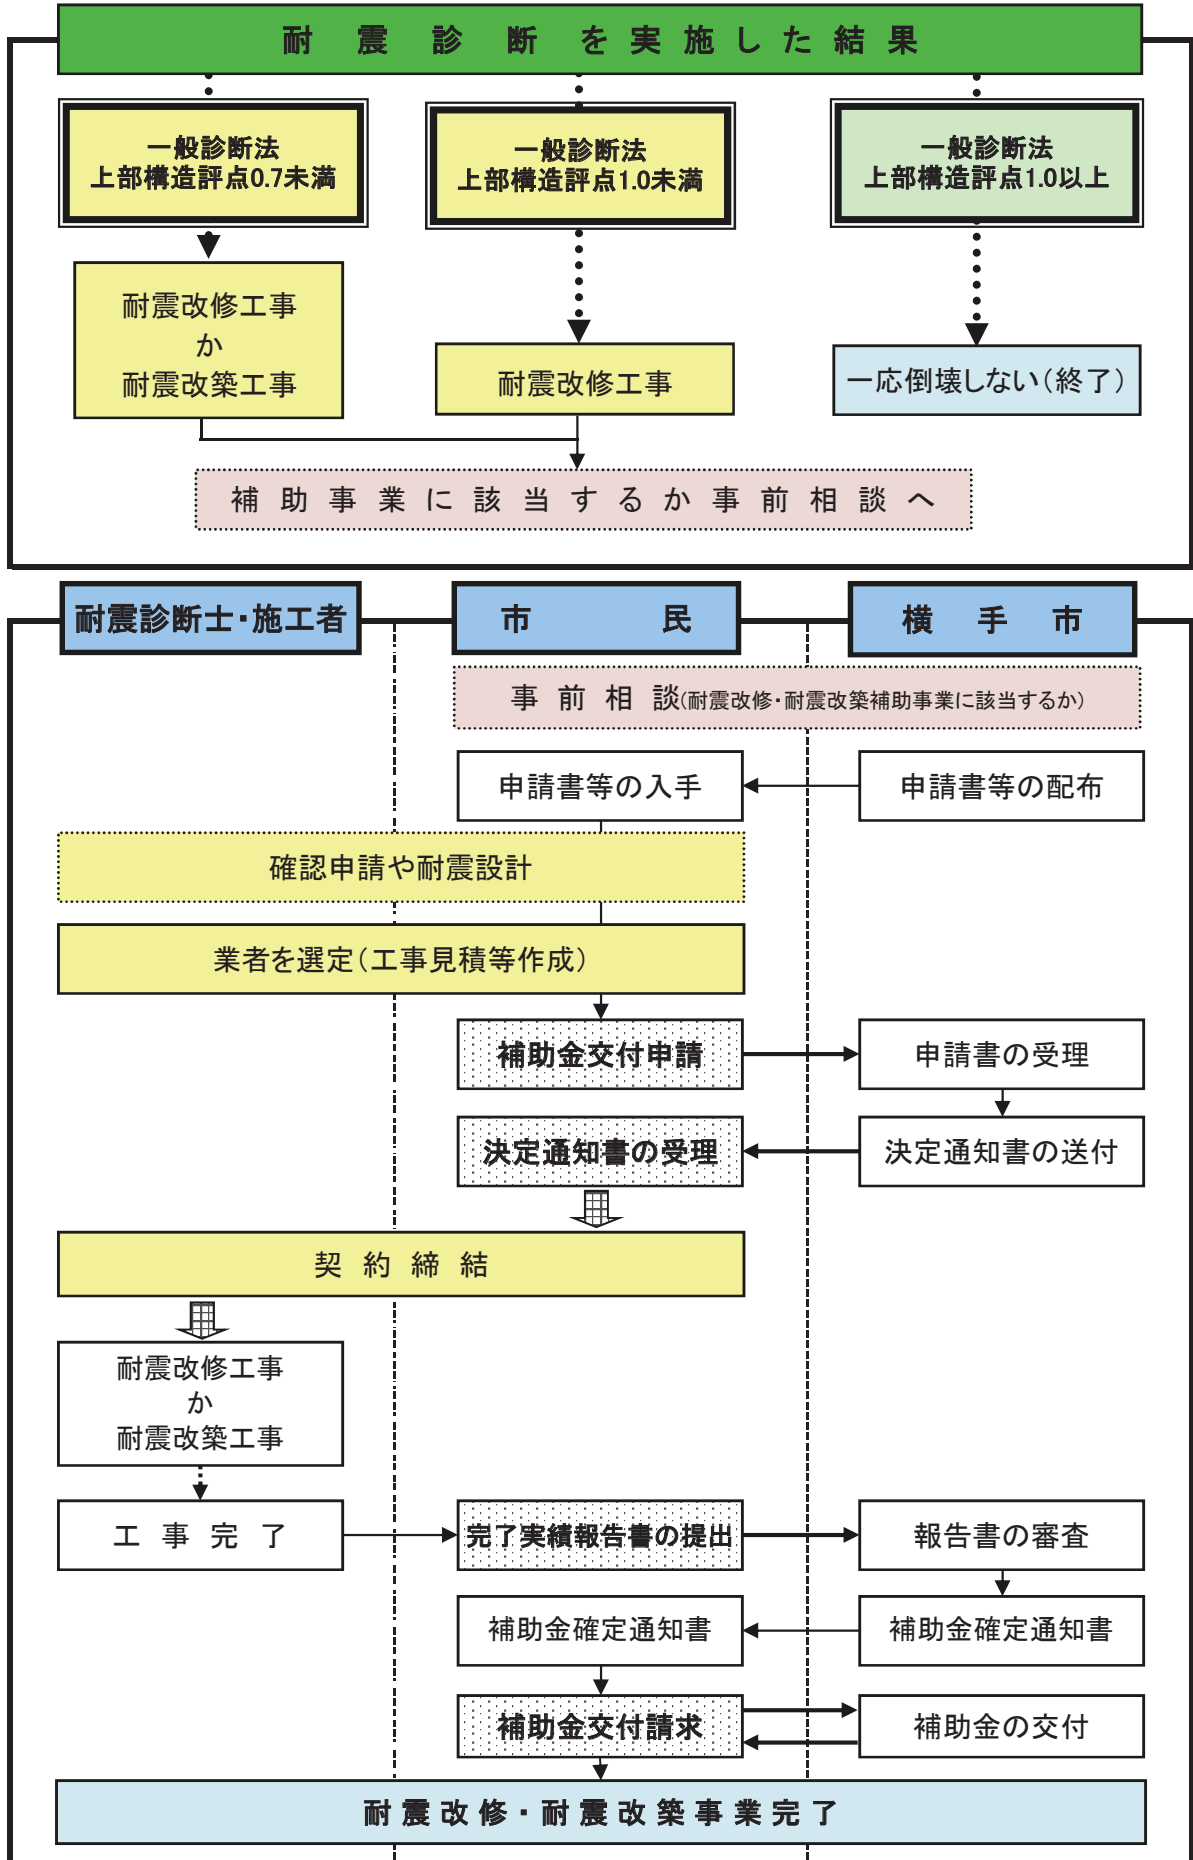 耐震診断を実施した結果
一般診断法
上部構造評点0.7未満
一般診断法
上部構造評点1.0未満
一般診断法
上部構造評点1.0以上
耐震改修工事
か
耐震改築工事
耐震改修工事
一応倒壊しない(終了)
補助事業に該当するか事前相談へ
耐震診断士・施工者
市民
横手市
事前相談(耐震改修・耐震改築補助事業に該当するか)
申請書等の入手
申請書等の配布
確認申請や耐震設計
業者を選定(工事見積等作成)
補助金交付申請
申請書の受理
決定通知書の受理
決定通知書の送付
契約締結
耐震改修工事
か
耐震改築工事
工事完了
完了実績報告書の提出
報告書の審査
補助金確定通知書
補助金確定通知書
補助金交付請求
補助金の交付
耐震改修・耐震改築事業完了